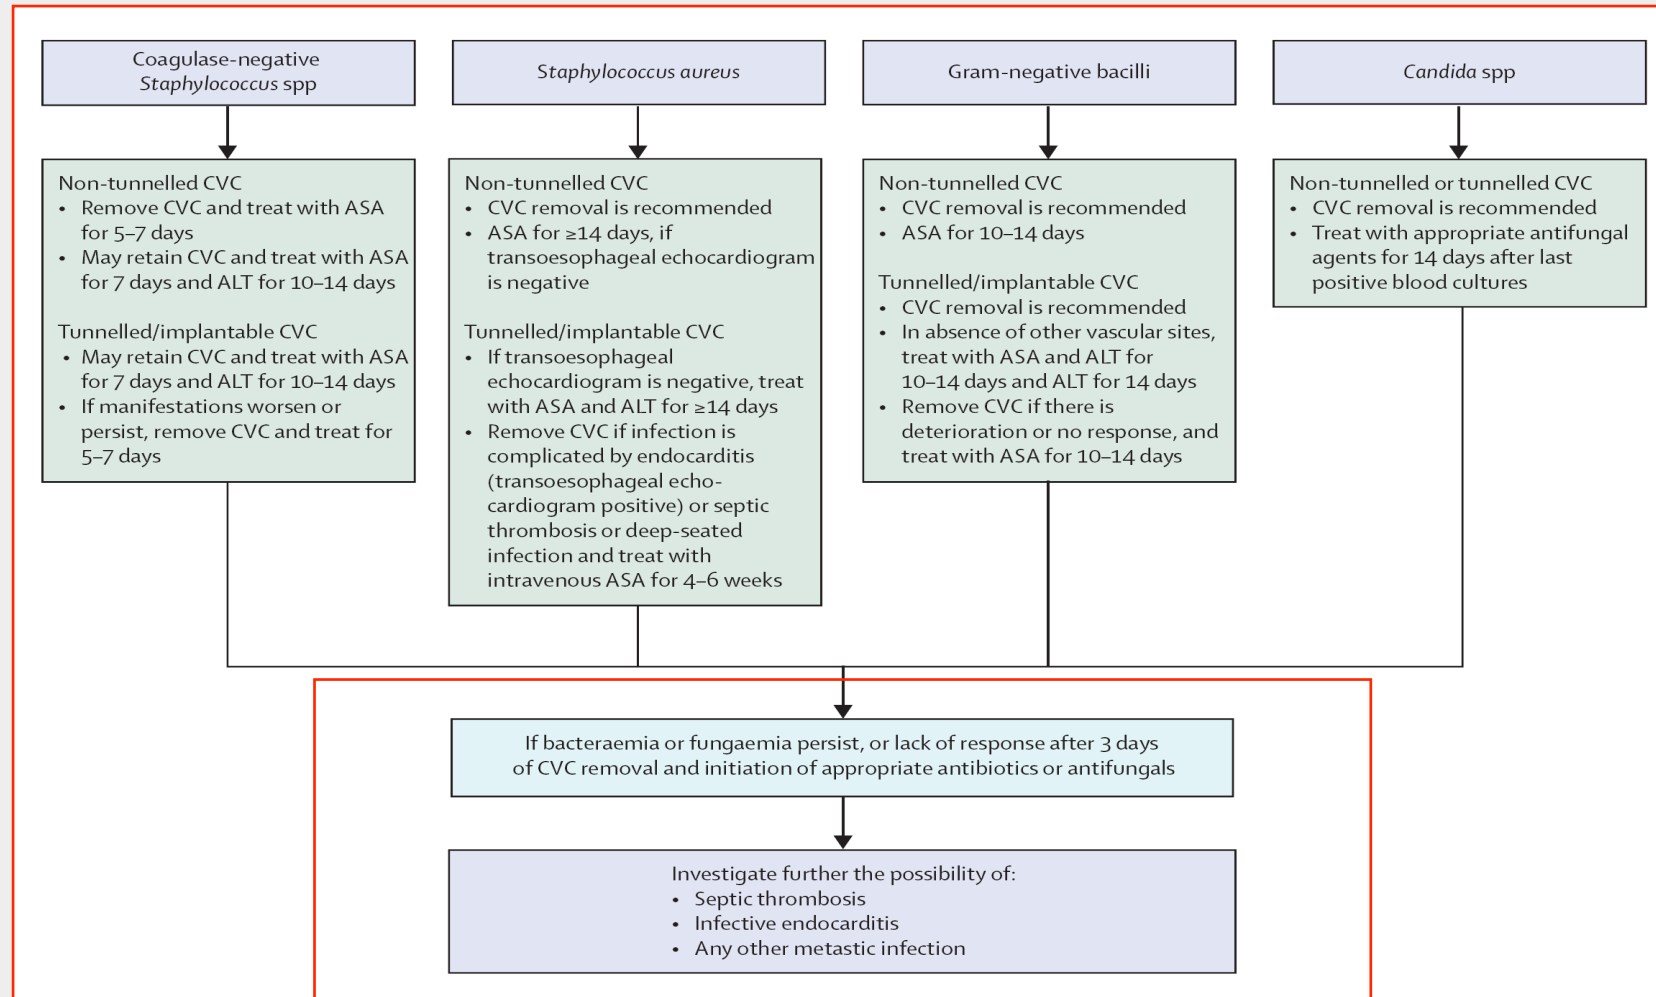 Coagulase-negative
Staphylococcus spp
Staphylococcus aureus
Gram-negative bacilli
Candida spp
Non-tunnelled CVC
• Remove CVC and treat with ASA
for 5–7 days
• May retain CVC and treat with ASA
for 7 days and ALT for 10–14 days
Tunnelled/implantable CVC
• May retain CVC and treat with ASA
for 7 days and ALT for 10–14 days
• If manifestations worsen or
persist, remove CVC and treat for
5–7 days
Non-tunnelled CVC
• CVC removal is recommended
• ASA for ≥14 days, if
transoesophageal echocardiogram
is negative
Tunnelled/implantable CVC
• If transoesophageal
echocardiogram is negative, treat
with ASA and ALT for ≥14 days
• Remove CVC if infection is
complicated by endocarditis
(transoesophageal echo-
cardiogram positive) or septic
thrombosis or deep-seated
infection and treat with
intravenous ASA for 4–6 weeks
Non-tunnelled CVC
• CVC removal is recommended
• ASA for 10–14 days
Tunnelled/implantable CVC
• CVC removal is recommended
• In absence of other vascular sites,
treat with ASA and ALT for
10–14 days and ALT for 14 days
• Remove CVC if there is
deterioration or no response, and
treat with ASA for 10–14 days
Non-tunnelled or tunnelled CVC
• CVC removal is recommended
• Treat with appropriate antifungal
agents for 14 days after last
positive blood cultures
If bacteraemia or fungaemia persist, or lack of response after 3 days
of CVC removal and initiation of appropriate antibiotics or antifungals
Investigate further the possibility of:
• Septic thrombosis
• Infective endocarditis
• Any other metastic infection